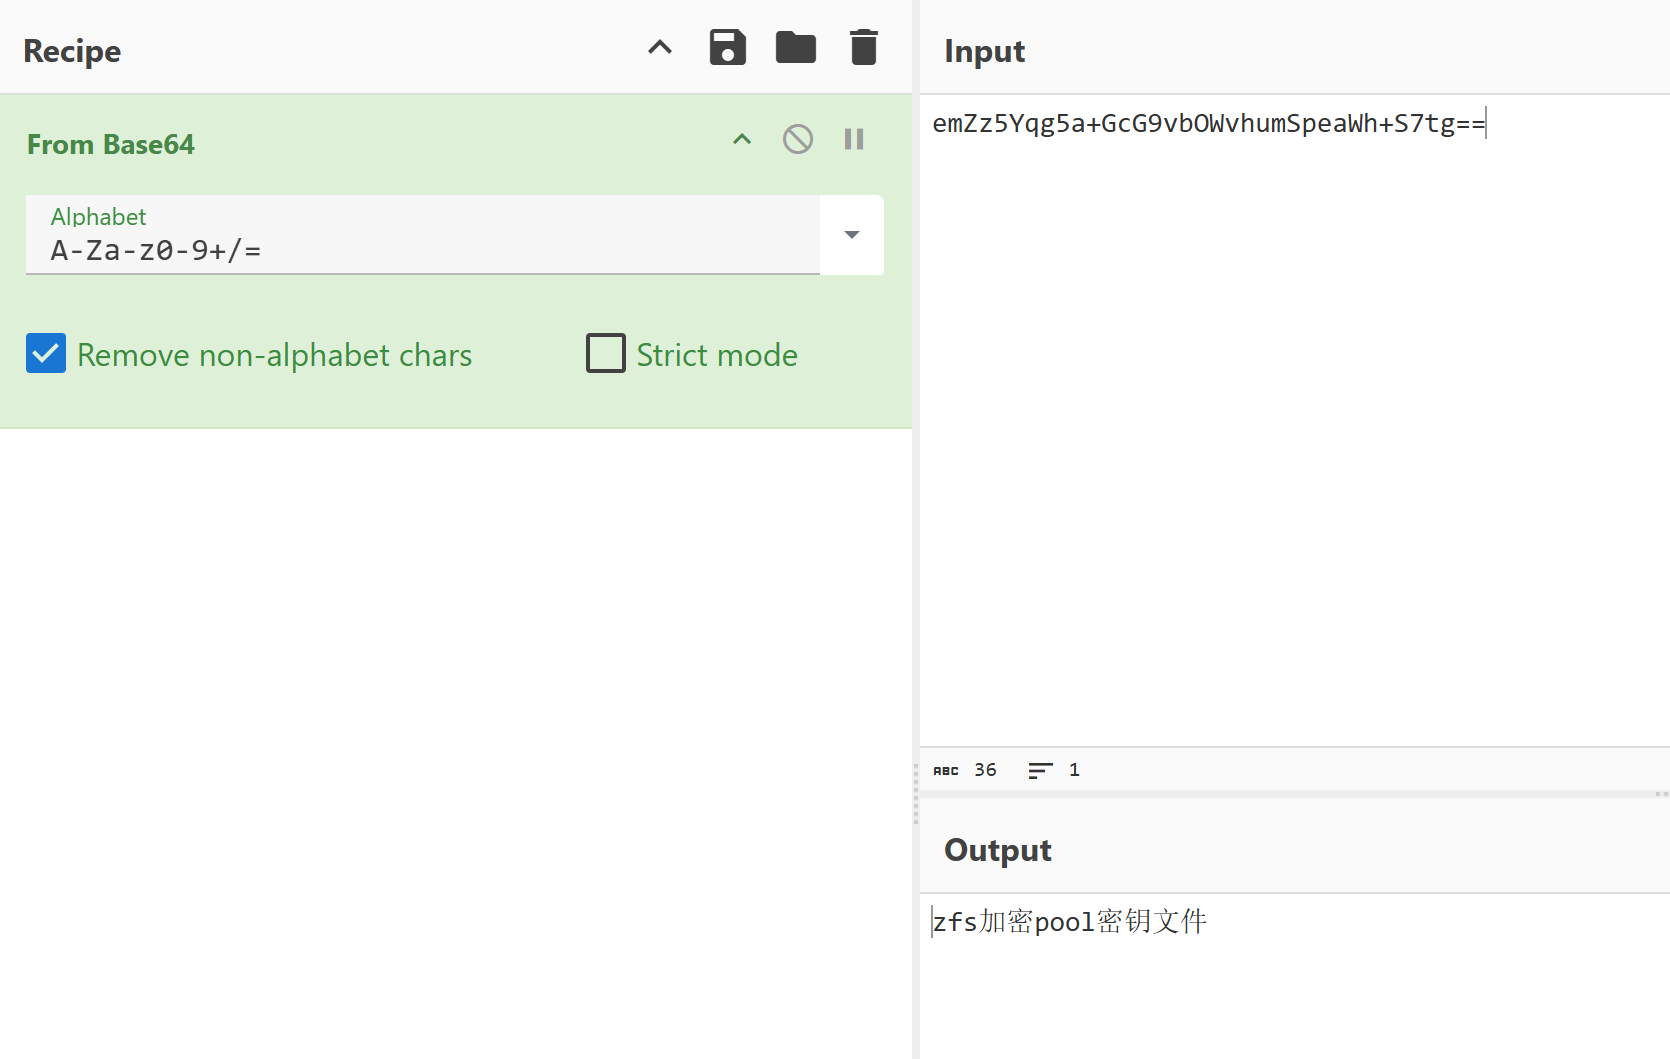 Recipe
From Base64
Alphabet
A-Za-z0-9+/=
Remove non-alphabet chars
Strict mode
Input
emZz5Yqg5a+GcG9vbOWvhumSpeaWh+S7tg==
ABC 36 1
Output
zfs加密pool密钥文件